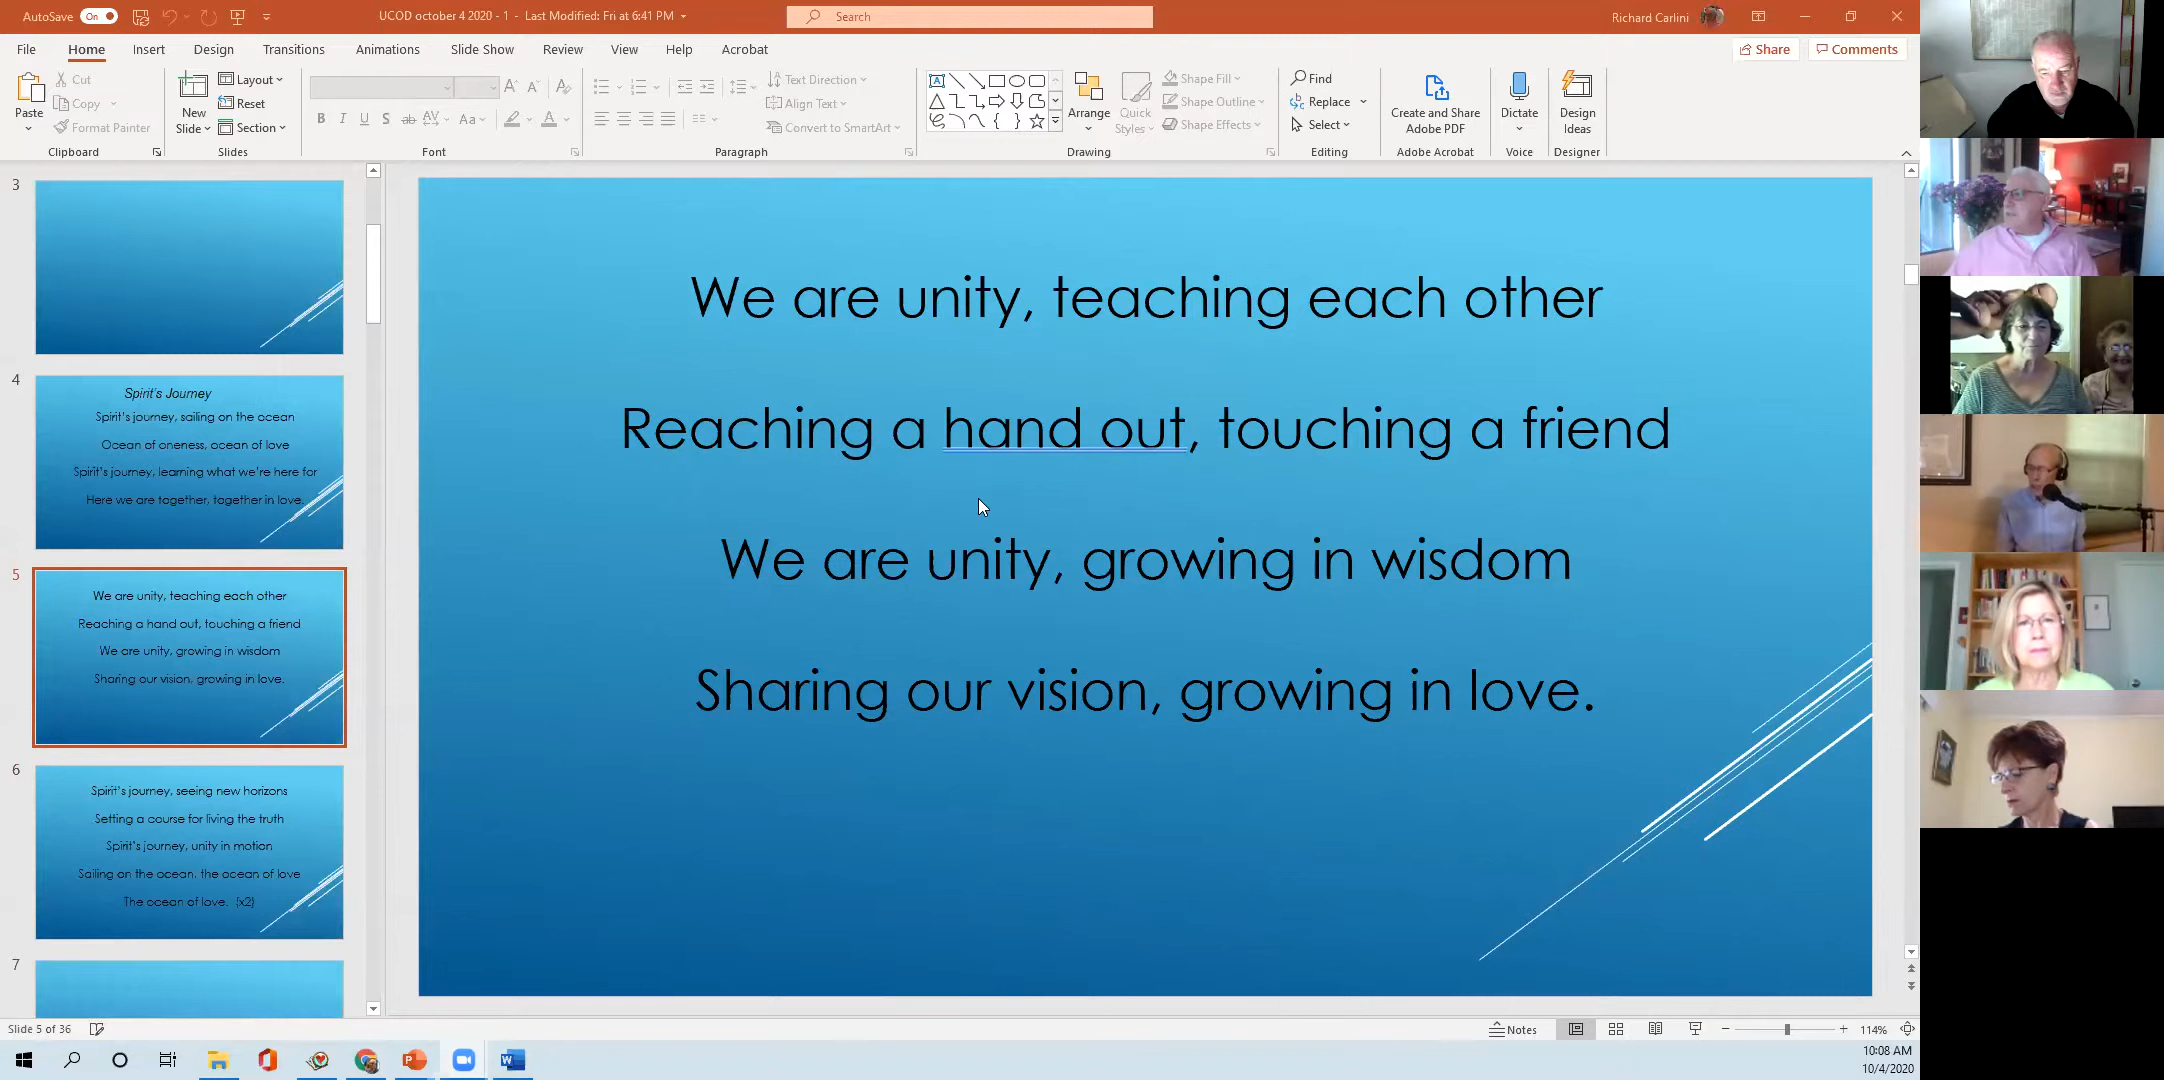 AutoSave On
UCOD october 4 2020 - 1 - Last Modified: Fri at 6:41 PM
Search
Richard Carlini
File Home Insert Design Transitions Animations Slide Show Review View Help Acrobat
Share Comments
Paste
Cut
Copy
Format Painter
Clipboard
New Slide
Layout
Reset
Section
Slides
B I U S ab AV Aa A
Font
Text Direction
Align Text
Convert to SmartArt
Paragraph
Arrange
Quick Styles
Shape Fill
Shape Outline
Shape Effects
Drawing
Find
Replace
Select
Editing
Create and Share Adobe PDF
Adobe Acrobat
Dictate
Voice
Design Ideas
Designer
3
4
Spirit's Journey
Spirit's journey, sailing on the ocean
Ocean of oneness, ocean of love
Spirit's journey, learning what we're here for
Here we are together, together in love.
5
We are unity, teaching each other
Reaching a hand out, touching a friend
We are unity, growing in wisdom
Sharing our vision, growing in love.
6
Spirit's journey, seeing new horizons
Setting a course for living the truth
Spirit's journey, unity in motion
Sailing on the ocean, the ocean of love
The ocean of love. (x2)
7
We are unity, teaching each other
Reaching a hand out, touching a friend
We are unity, growing in wisdom
Sharing our vision, growing in love.
Slide 5 of 36
Notes
114%
10:08 AM
10/4/2020